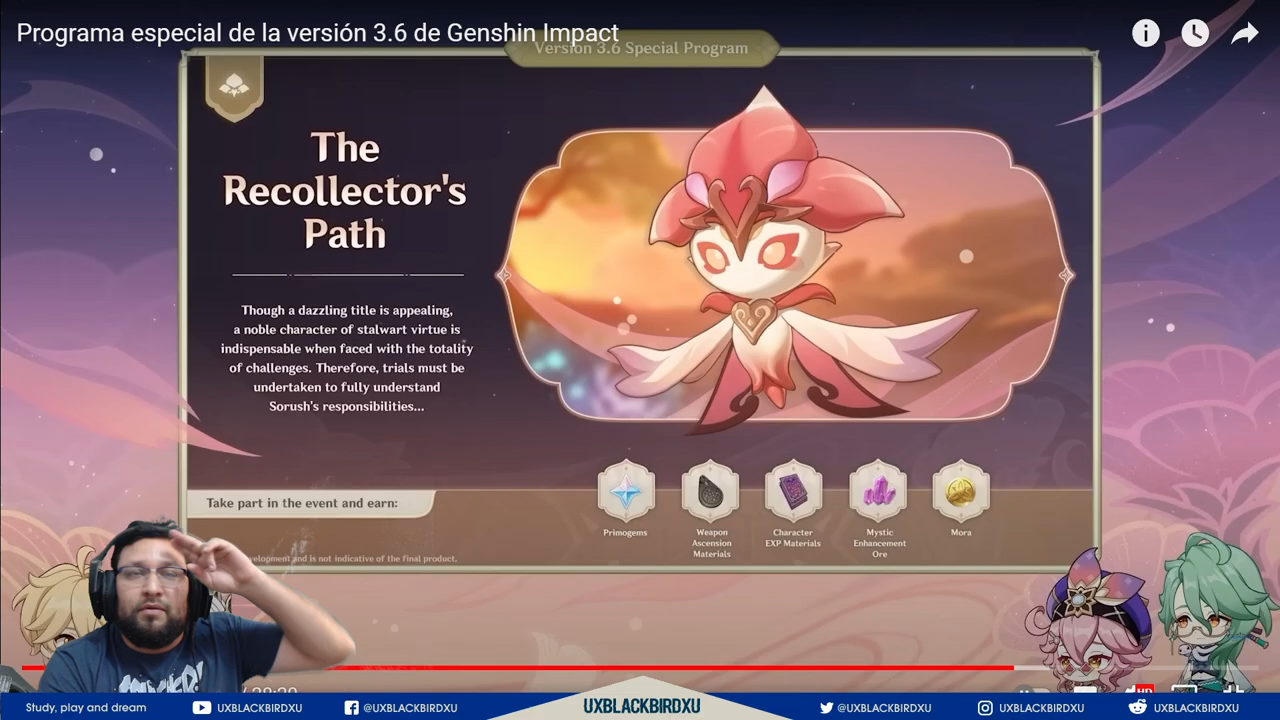 Programa especial de la versión 3.6 de Genshin Impact
Version 3.6 Special Program
The
Recollector's
Path
Though a dazzling title is appealing,
a noble character of stalwart virtue is
indispensable when faced with the totality
of challenges. Therefore, trials must be
undertaken to fully understand
Sorush's responsibilities...
Take part in the event and earn:
Primogems
Weapon
Ascension
Materials
Character
EXP Materials
Mystic
Enhancement
Ore
Mora
and is not indicative of the final product.
HD
Study, play and dream
UXBLACKBIRDXU
@UXBLACKBIRDXU
UXBLACKBIRDXU
@UXBLACKBIRDXU
UXBLACKBIRDXU
UXBLACKBIRDXU